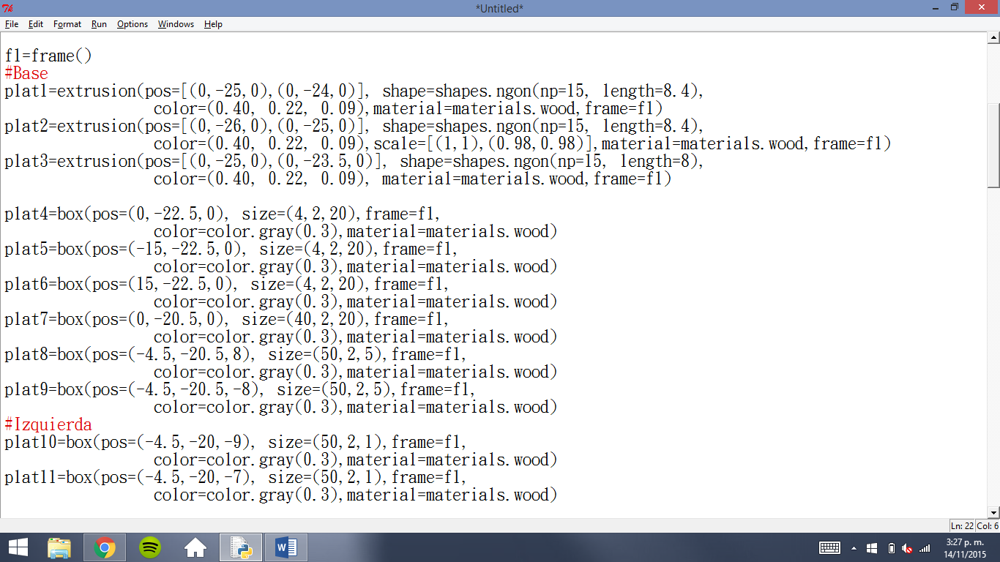 *Untitled*
File Edit Format Run Options Windows Help
f1=frame()
#Base
plat1=extrusion(pos=[(0,-25,0),(0,-24,0)], shape=shapes.ngon(np=15, length=8.4),
                 color=(0.40, 0.22, 0.09),material=materials.wood,frame=f1)
plat2=extrusion(pos=[(0,-26,0),(0,-25,0)], shape=shapes.ngon(np=15, length=8.4),
                 color=(0.40, 0.22, 0.09),scale=[(1,1),(0.98,0.98)],material=materials.wood,frame=f1)
plat3=extrusion(pos=[(0,-25,0),(0,-23.5,0)], shape=shapes.ngon(np=15, length=8),
                 color=(0.40, 0.22, 0.09), material=materials.wood,frame=f1)
plat4=box(pos=(0,-22.5,0), size=(4,2,20),frame=f1,
                 color=color.gray(0.3),material=materials.wood)
plat5=box(pos=(-15,-22.5,0), size=(4,2,20),frame=f1,
                 color=color.gray(0.3),material=materials.wood)
plat6=box(pos=(15,-22.5,0), size=(4,2,20),frame=f1,
                 color=color.gray(0.3),material=materials.wood)
plat7=box(pos=(0,-20.5,0), size=(40,2,20),frame=f1,
                 color=color.gray(0.3),material=materials.wood)
plat8=box(pos=(-4.5,-20.5,8), size=(50,2,5),frame=f1,
                 color=color.gray(0.3),material=materials.wood)
plat9=box(pos=(-4.5,-20.5,-8), size=(50,2,5),frame=f1,
                 color=color.gray(0.3),material=materials.wood)
#Izquierda
plat10=box(pos=(-4.5,-20,-9), size=(50,2,1),frame=f1,
                 color=color.gray(0.3),material=materials.wood)
plat11=box(pos=(-4.5,-20,-7), size=(50,2,1),frame=f1,
                 color=color.gray(0.3),material=materials.wood)
Ln: 22 Col: 6
3:27 p. m.
14/11/2015